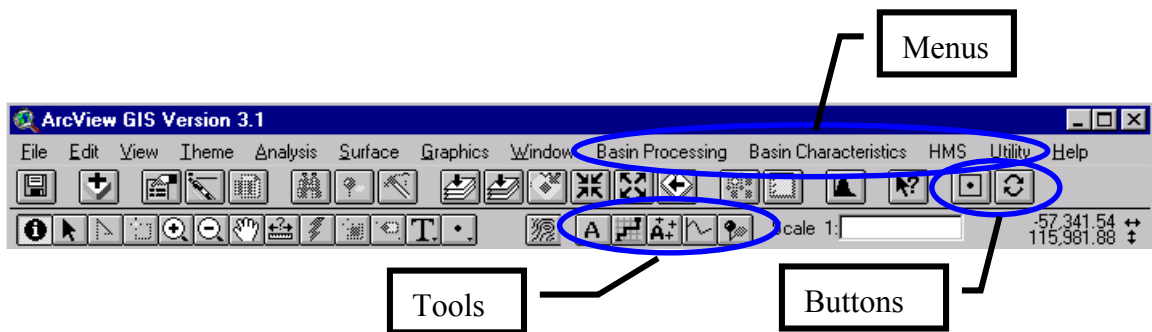 Menus
ArcView GIS Version 3.1
File Edit View Theme Analysis Surface Graphics Window Basin Processing Basin Characteristics HMS Utility Help
T A A Scale 1: -57,341.54
115,981.88
Tools
Buttons